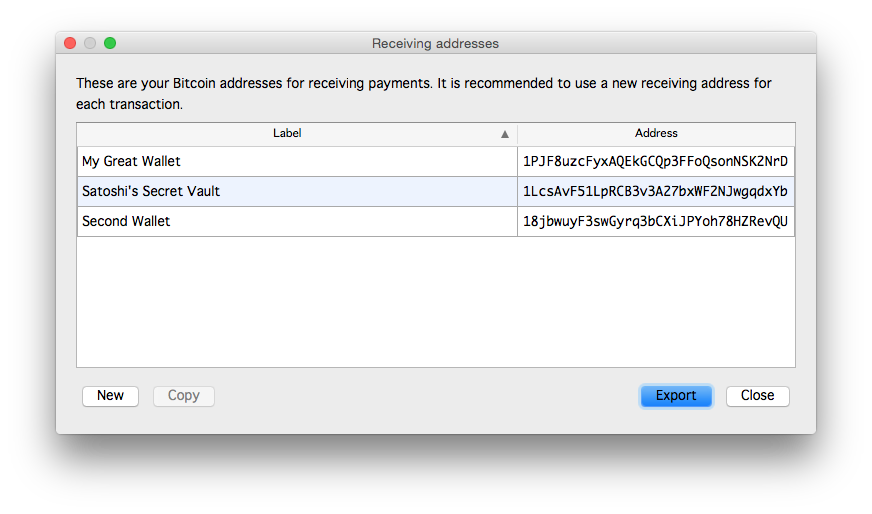 Receiving addresses
These are your Bitcoin addresses for receiving payments. It is recommended to use a new receiving address for
each transaction.
Label ▲ Address
My Great Wallet 1PJF8uzcFyxAQEkGCQp3FFoQsonNSK2NrD
Satoshi's Secret Vault 1LcsAvF51LpRCB3v3A27bxWF2NJwgqdxYb
Second Wallet 18jbwuyF3swGyrq3bCXiJPYoh78HZRevQU
New Copy Export Close